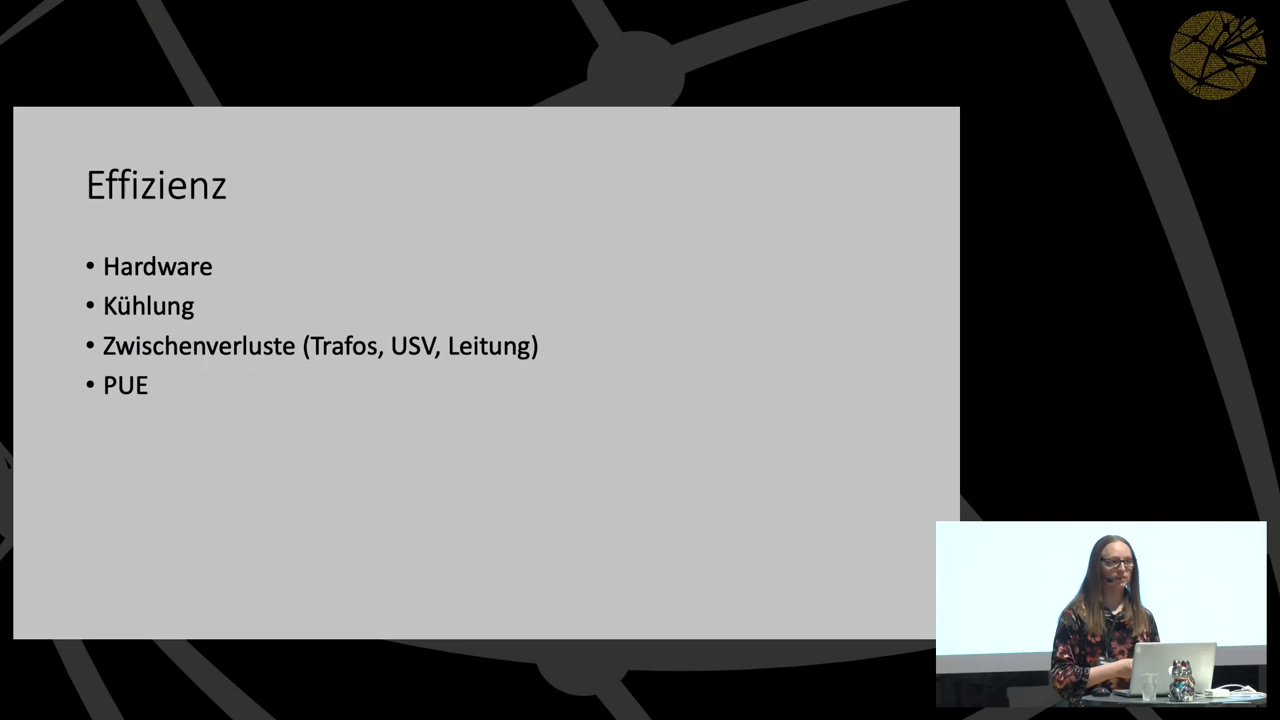 Effizienz
• Hardware
• Kühlung
• Zwischenverluste (Trafos, USV, Leitung)
• PUE